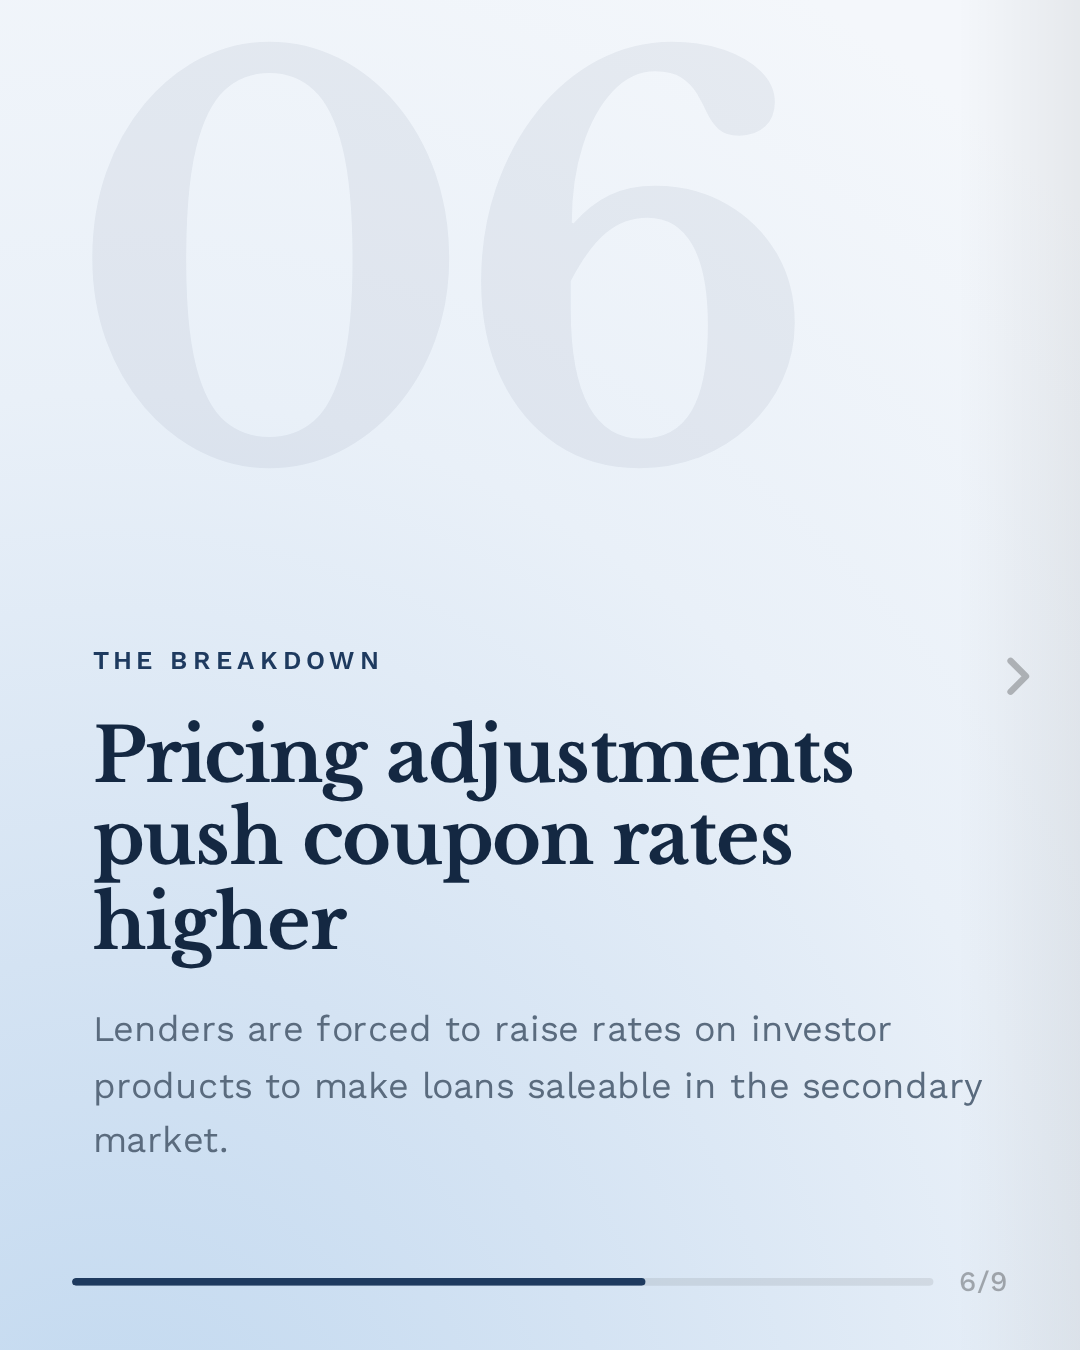 06
THE BREAKDOWN
Pricing adjustments
push coupon rates
higher
Lenders are forced to raise rates on investor
products to make loans saleable in the secondary
market.
6/9